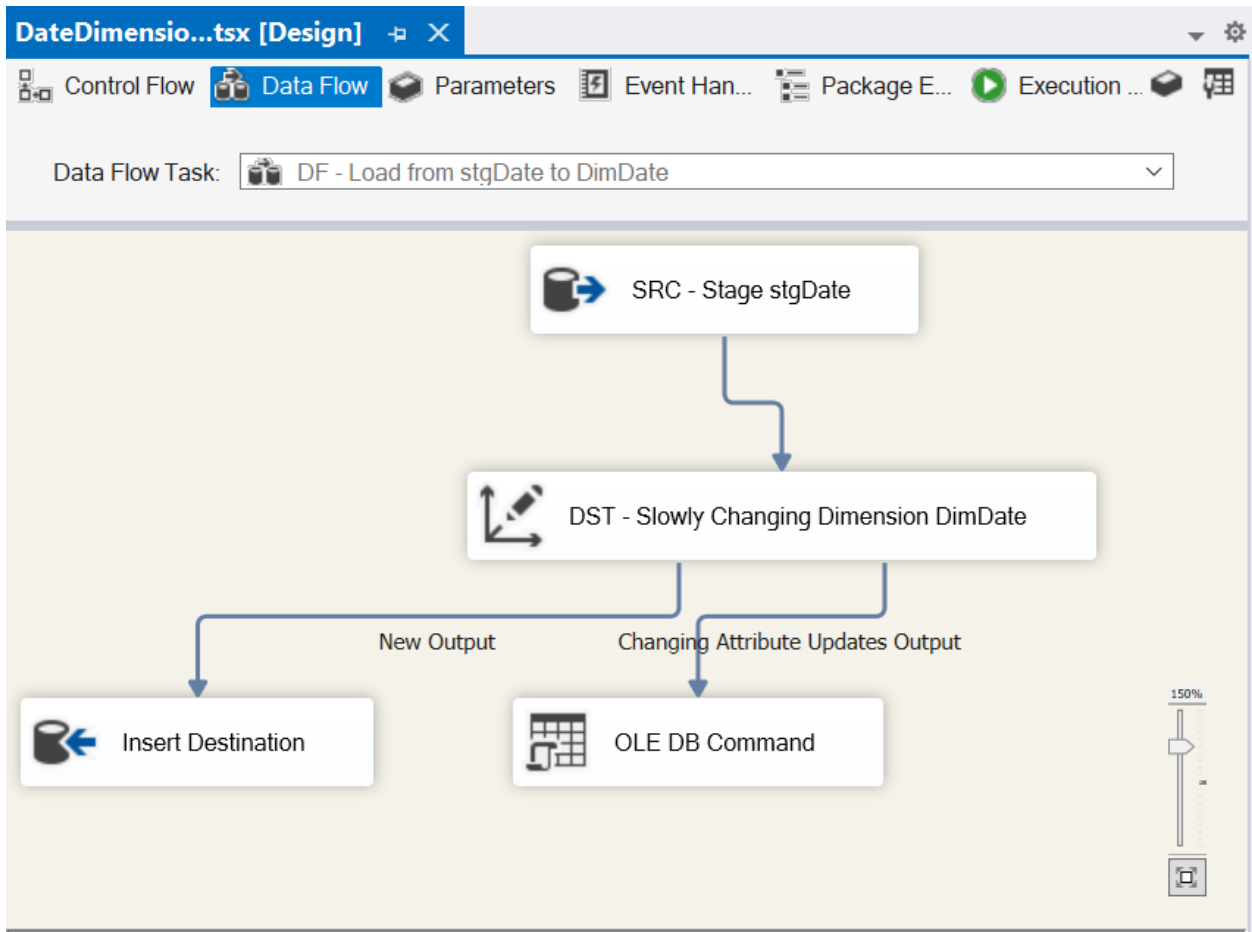 DateDimensio...tsx [Design]
Control Flow Data Flow Parameters Event Han... Package E... Execution ...
Data Flow Task: DF - Load from stgDate to DimDate
SRC - Stage stgDate
DST - Slowly Changing Dimension DimDate
New Output Changing Attribute Updates Output
150%
Insert Destination OLE DB Command